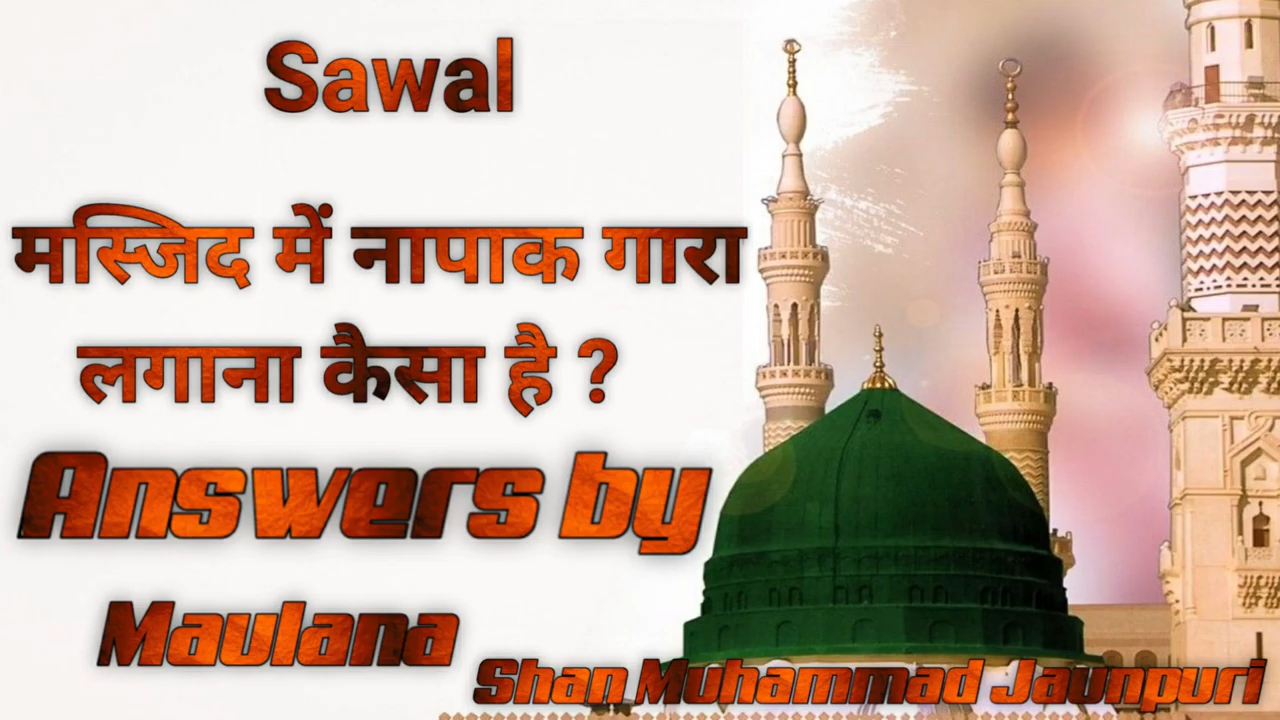 Sawal
मस्जिद में नापाक गारा
लगाना कैसा है ?
Answers by
Maulana
Shan Muhammad Jaunpuri